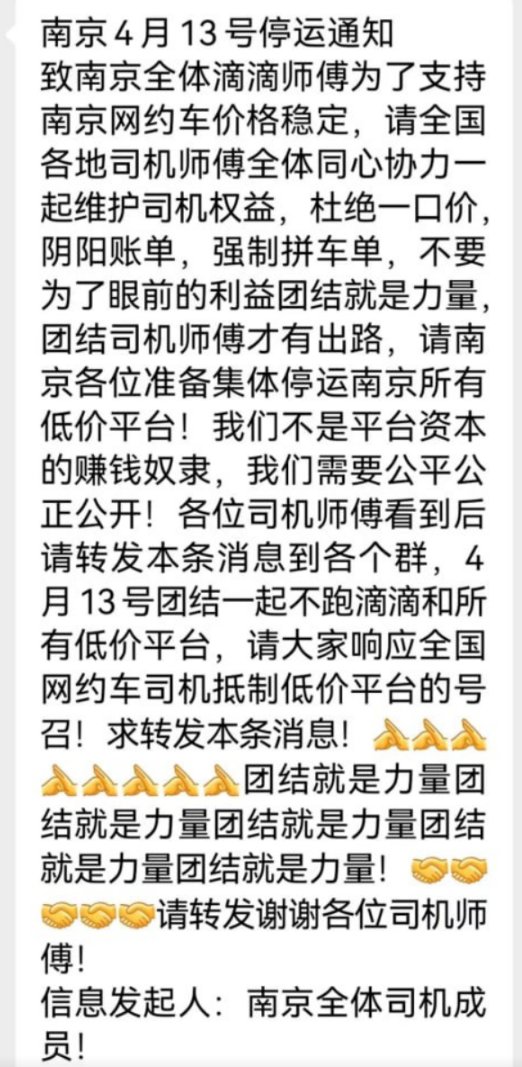 南京4月13号停运通知
致南京全体滴滴师傅为了支持
南京网约车价格稳定，请全国
各地司机师傅全体同心协力一
起维护司机权益，杜绝一口价，
阴阳账单，强制拼车单，不要
为了眼前的利益团结就是力量，
团结司机师傅才有出路，请南
京各位准备集体停运南京所有
低价平台！我们不是平台资本
的赚钱奴隶，我们需要公平公
正公开！各位司机师傅看到后
请转发本条消息到各个群，4
月13号团结一起不跑滴滴和所
有低价平台，请大家响应全国
网约车司机抵制低价平台的号
召！求转发本条消息！
团结就是力量团
结就是力量团结就是力量团结
就是力量团结就是力量！
请转发谢谢各位司机师
傅！
信息发起人：南京全体司机成
员！